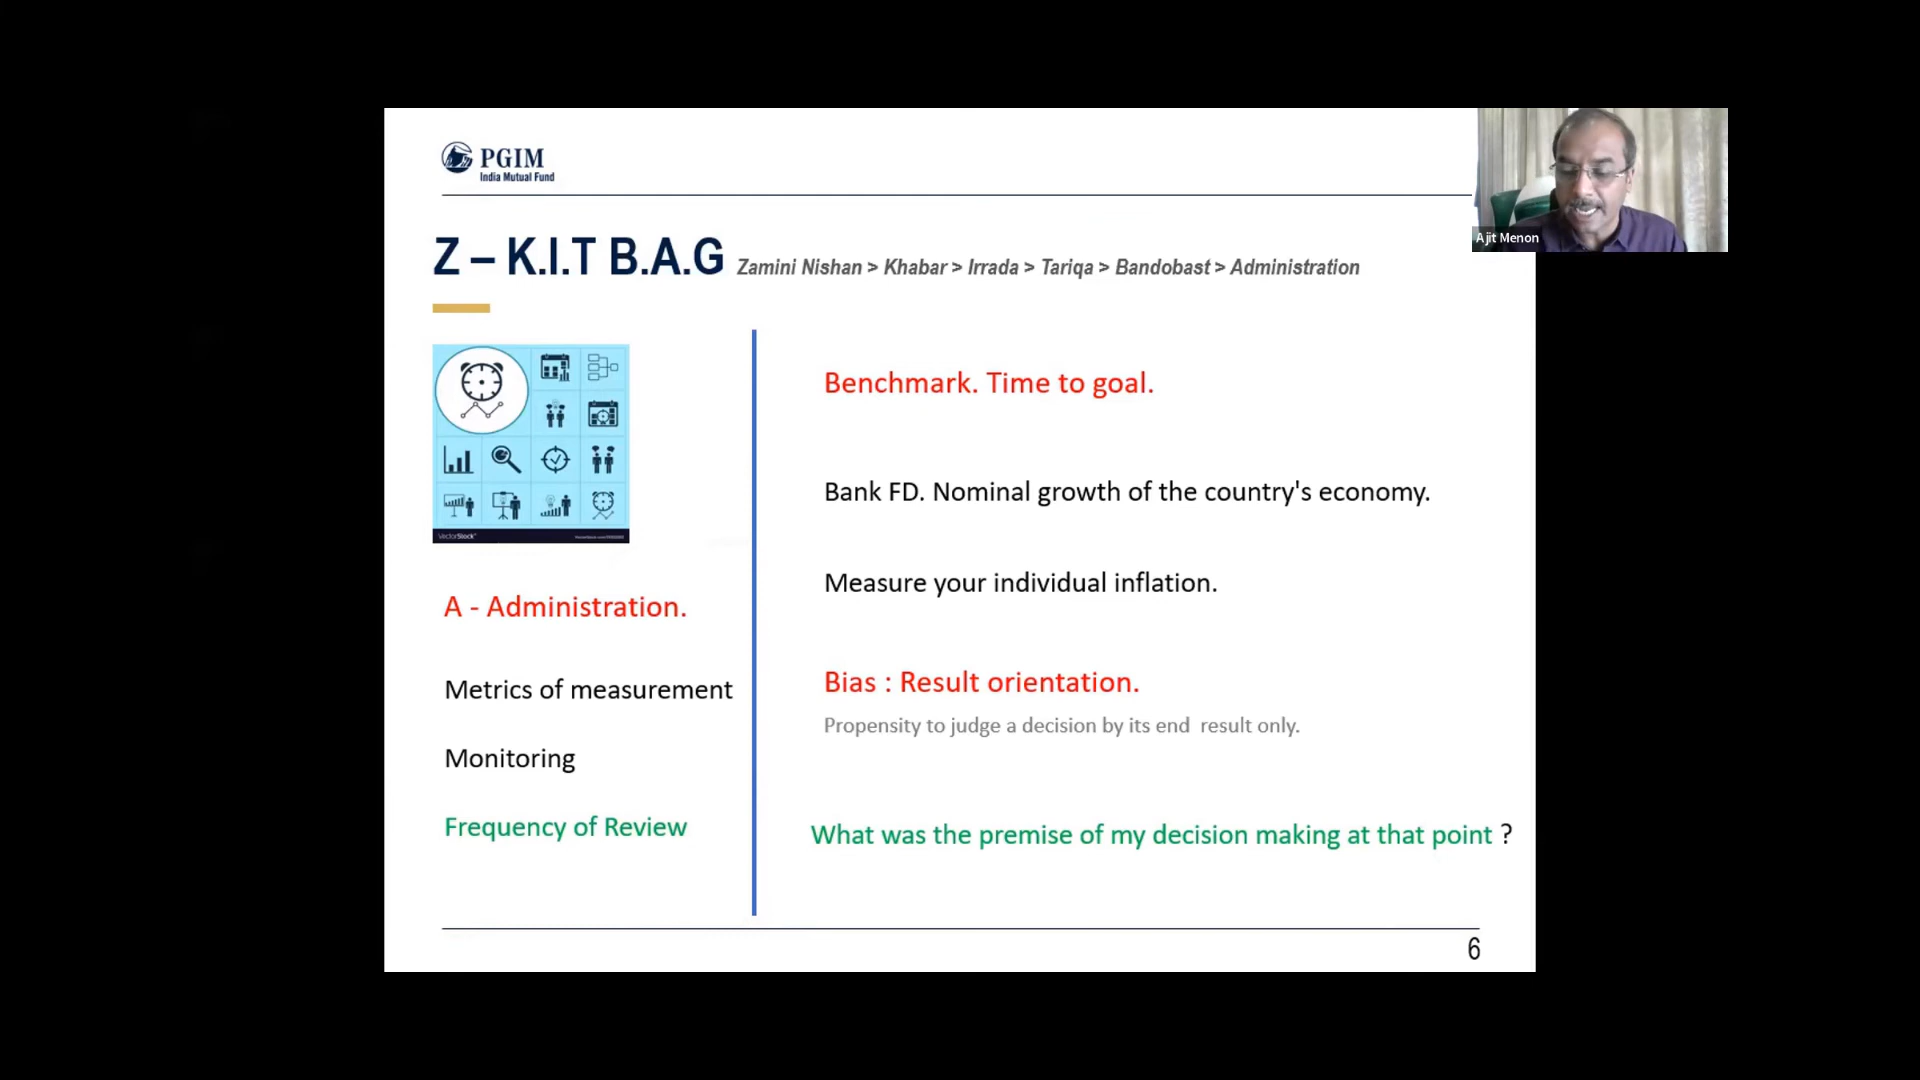 PGIM
India Mutual Fund
Ajit Menon
Z – K.I.T B.A.G Zamini Nishan > Khabar > Irrada > Tariqa > Bandobast > Administration
VectorStock
A - Administration.
Metrics of measurement
Monitoring
Frequency of Review
Benchmark. Time to goal.
Bank FD. Nominal growth of the country's economy.
Measure your individual inflation.
Bias : Result orientation.
Propensity to judge a decision by its end result only.
What was the premise of my decision making at that point ?
6